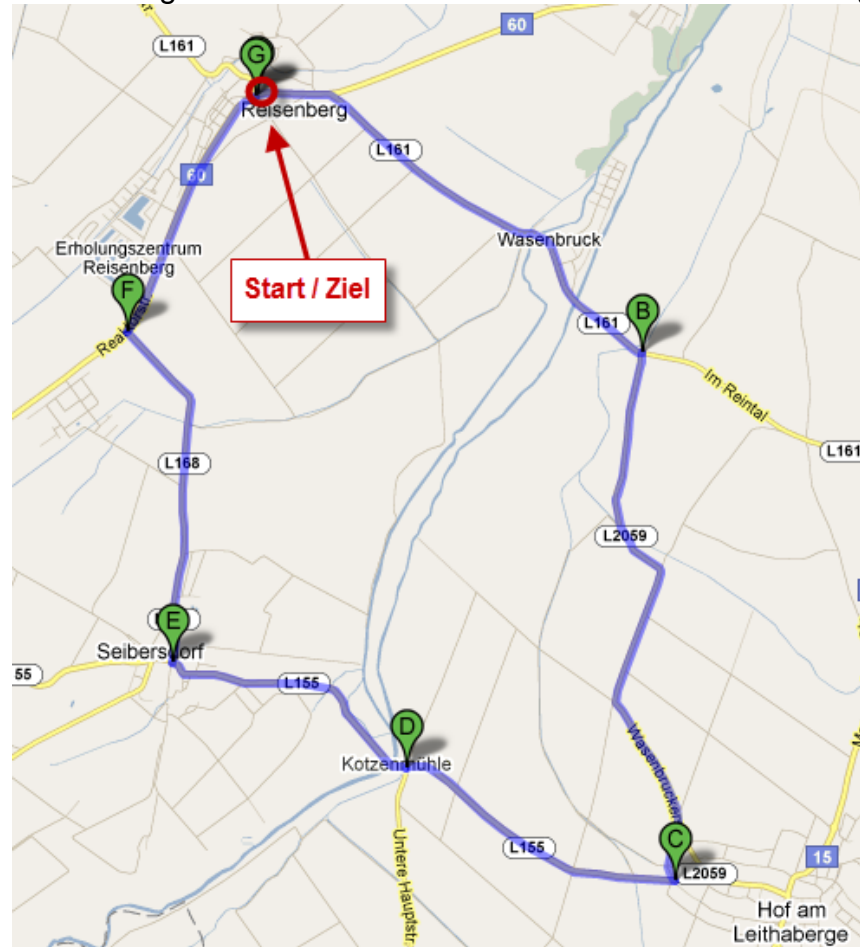 L161
60
G
Reisenberg
L161
60
Wasenbruck
Erholungszentrum
Reisenberg
Start / Ziel
F
B
L161
Im Reintal
L161
L168
L2059
E
Seibersdorf
55
L155
D
Kotzenmühle
Wasenbrucker
C
L155
L2059
15
Untere Hauptstr.
Hof am
Leithaberge